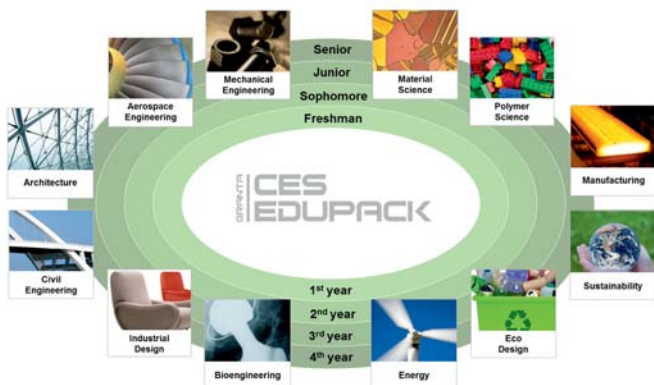 Senior
Junior
Sophomore
Freshman
Aerospace
Engineering
Mechanical
Engineering
Material
Science
Polymer
Science
Architecture
Manufacturing
GRANTA
CES
EDUPACK
Civil
Engineering
Sustainability
Industrial
Design
Bioengineering
1st year
2nd year
3rd year
4th year
Energy
Eco
Design